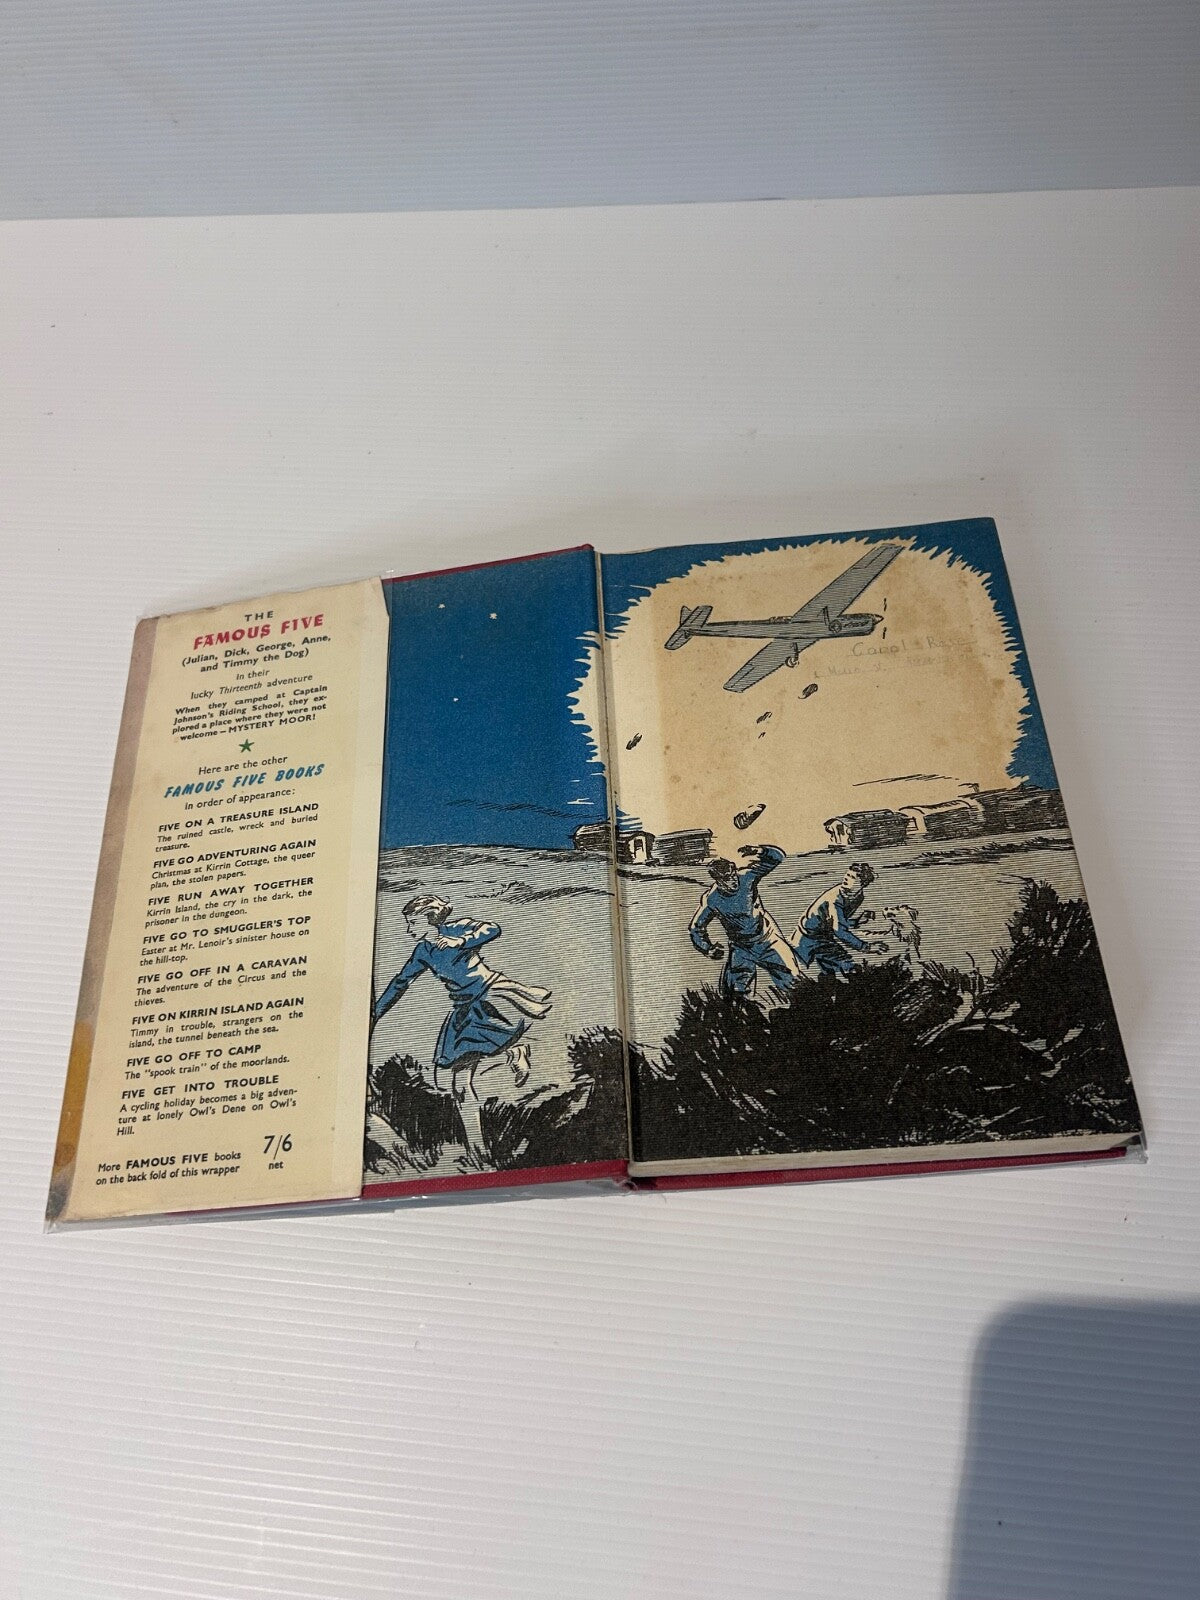 THE
FAMOUS FIVE
(Julian, Dick, George, Anne,
and Timmy the Dog)
in their
lucky Thirteenth adventure
When they camped at Captain
Johnson's Riding School, they ex-
plored a place where they were not
welcome — MYSTERY MOOR!
Here are the other
FAMOUS FIVE BOOKS
in order of appearance:
FIVE ON A TREASURE ISLAND
The ruined castle, wreck and buried
treasure.
FIVE GO ADVENTURING AGAIN
Christmas at Kirrin Cottage, the queer
plan, the stolen papers.
FIVE RUN AWAY TOGETHER
Kirrin Island, the cry in the dark, the
prisoner in the dungeon.
FIVE GO TO SMUGGLER'S TOP
Easter at Mr. Lenoir's sinister house on
the hill-top.
FIVE GO OFF IN A CARAVAN
The adventure of the Circus and the
thieves.
FIVE ON KIRRIN ISLAND AGAIN
Timmy in trouble, strangers on the
island, the tunnel beneath the sea.
FIVE GO OFF TO CAMP
The "spook train" of the moorlands.
FIVE GET INTO TROUBLE
A cycling holiday becomes a big adven-
ture at lonely Owl's Dene on Owl's
Hill.
More FAMOUS FIVE books
on the back fold of this wrapper
7/6
net
Carol